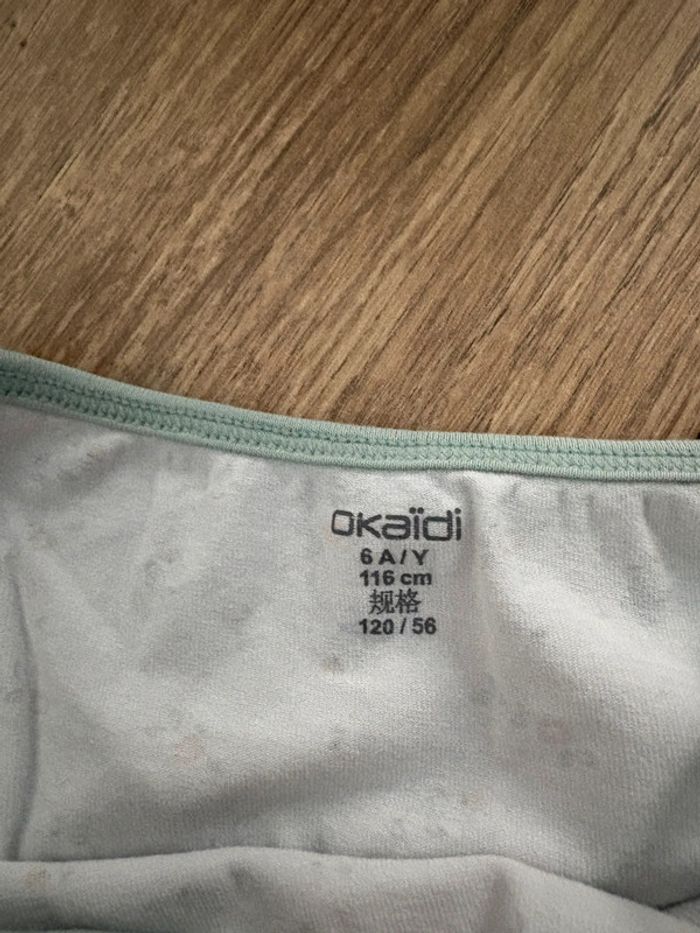 okaïdi
6 A / Y
116 cm
规格
120 / 56